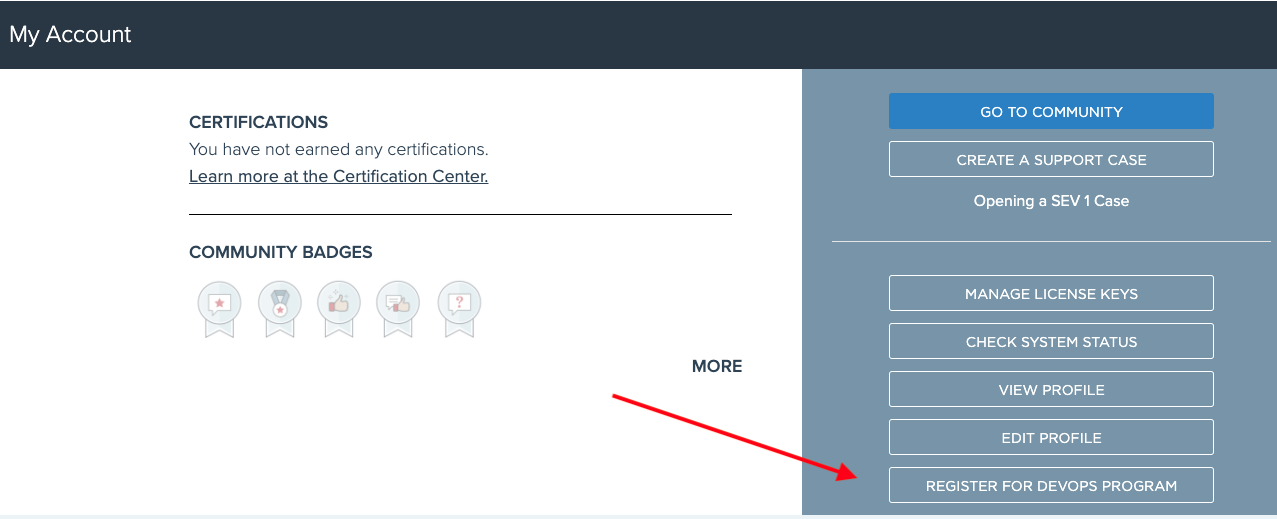 My Account
CERTIFICATIONS
You have not earned any certifications.
Learn more at the Certification Center.
COMMUNITY BADGES
?
MORE
GO TO COMMUNITY
CREATE A SUPPORT CASE
Opening a SEV 1 Case
MANAGE LICENSE KEYS
CHECK SYSTEM STATUS
VIEW PROFILE
EDIT PROFILE
REGISTER FOR DEVOPS PROGRAM